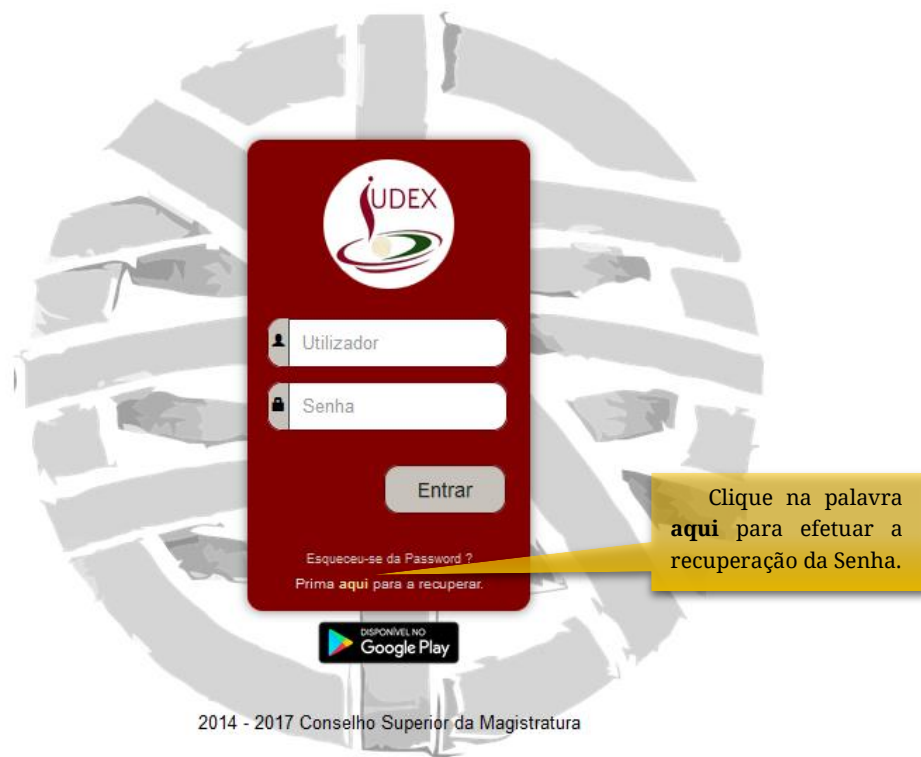 iUDEX
Utilizador
Senha
Entrar
Clique na palavra
aqui para efetuar a
recuperação da Senha.
Esqueceu-se da Password ?
Prima aqui para a recuperar.
DISPONÍVEL NO
Google Play
2014 - 2017 Conselho Superior da Magistratura